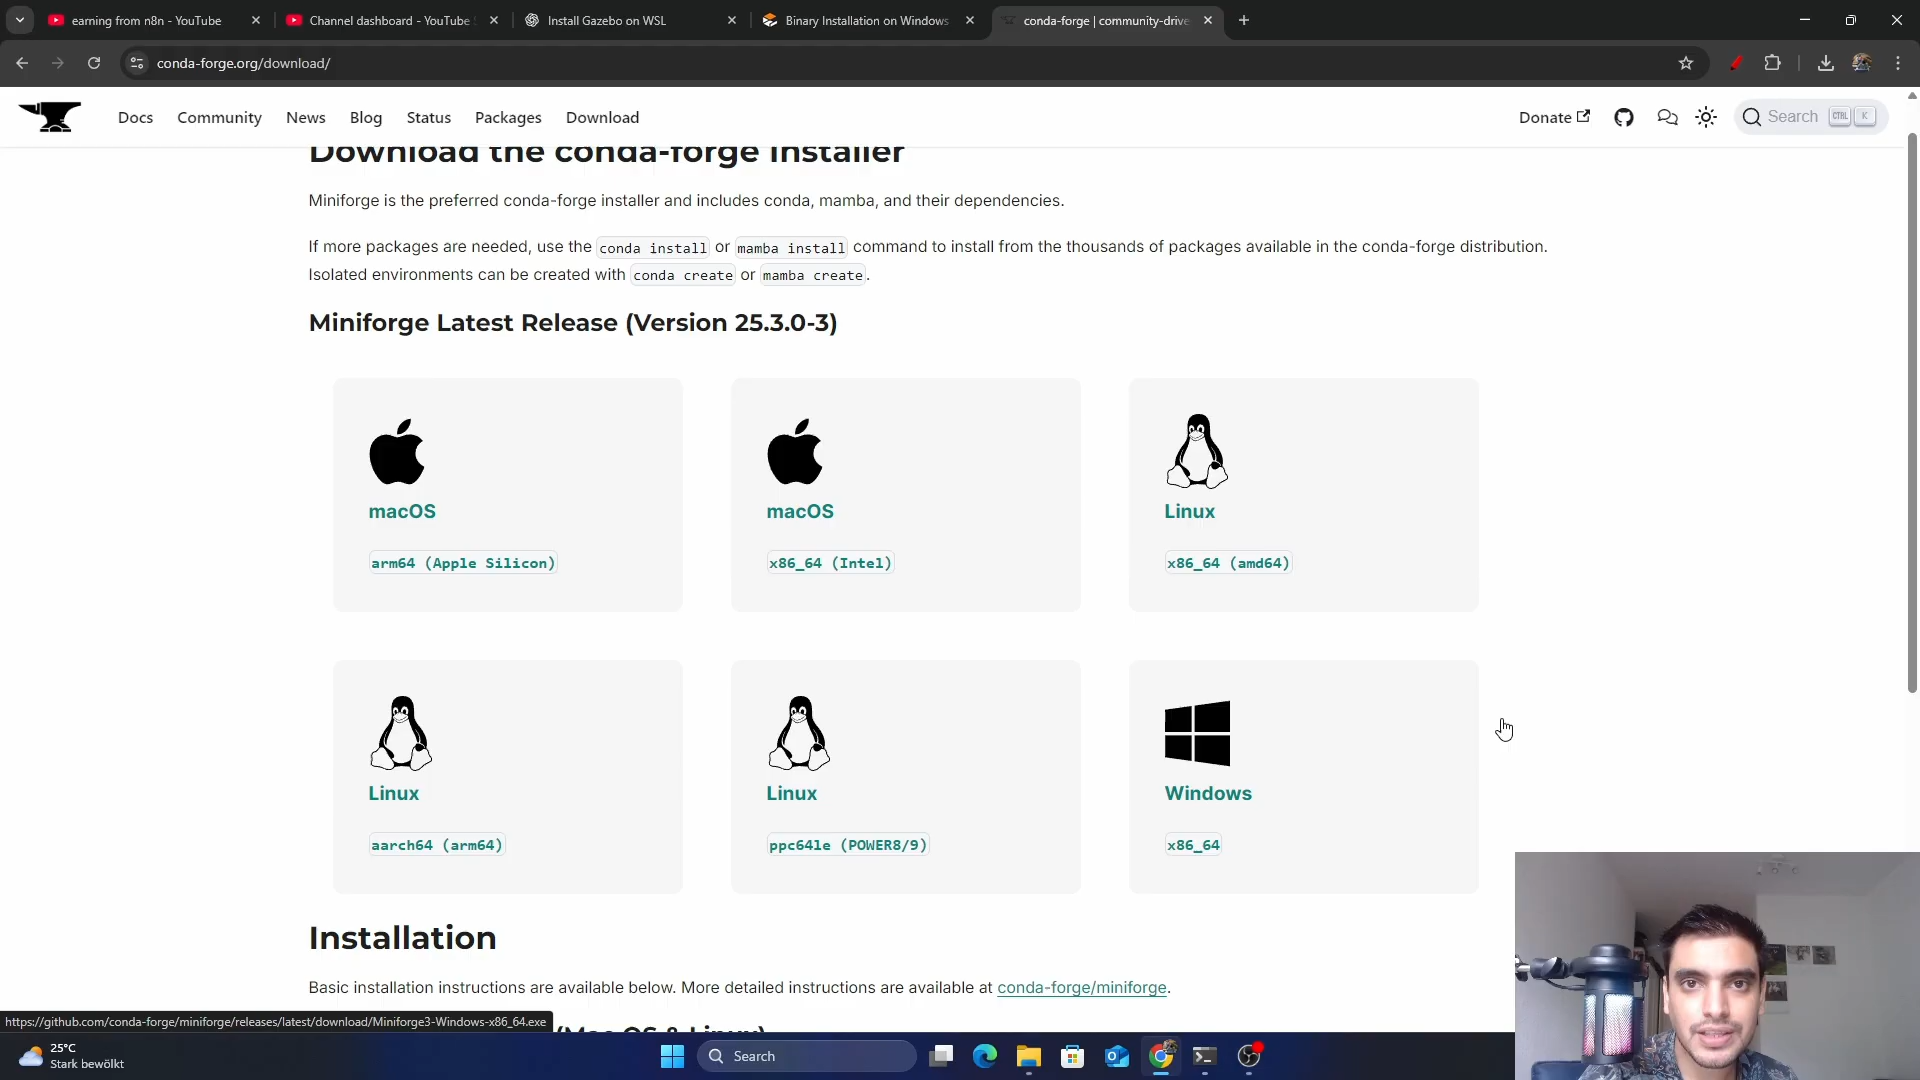 earning from n8n - YouTube
Channel dashboard - YouTube
Install Gazebo on WSL
Binary Installation on Windows
conda-forge | community-drive
conda-forge.org/download/
Docs
Community
News
Blog
Status
Packages
Download
Donate
Search CTRL K
Download the conda-forge installer
Miniforge is the preferred conda-forge installer and includes conda, mamba, and their dependencies.
If more packages are needed, use the conda install or mamba install command to install from the thousands of packages available in the conda-forge distribution.
Isolated environments can be created with conda create or mamba create.
Miniforge Latest Release (Version 25.3.0-3)
macOS
arm64 (Apple Silicon)
macOS
x86_64 (Intel)
Linux
x86_64 (amd64)
Linux
aarch64 (arm64)
Linux
ppc64le (POWER8/9)
Windows
x86_64
Installation
Basic installation instructions are available below. More detailed instructions are available at conda-forge/miniforge.
https://github.com/conda-forge/miniforge/releases/latest/download/Miniforge3-Windows-x86_64.exe
(Mac OS & Linux)
25°C
Stark bewölkt
Search